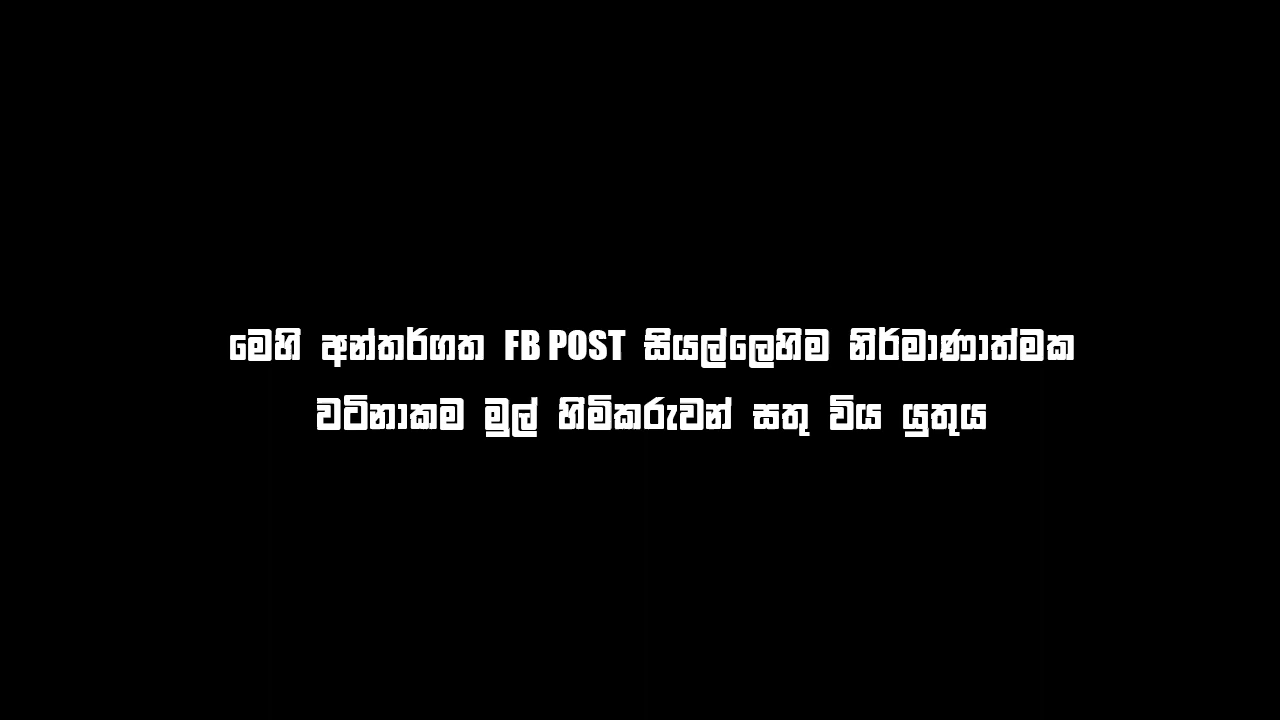 මෙහි අන්තර්ගත FB POST සියල්ලෙහිම නිර්මාණාත්මක
වටිනාකම මුල් හිමිකරුවන් සතු විය යුතුය